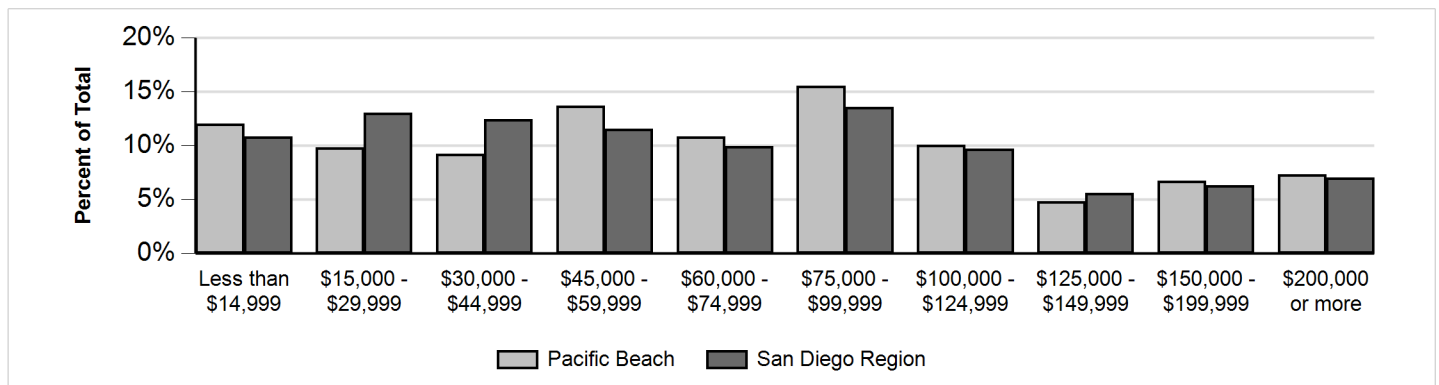 20%
15%
10%
5%
0%
Percent of Total
Less than $15,000 - $30,000 - $45,000 - $60,000 - $75,000 - $100,000 - $125,000 - $150,000 - $200,000
$14,999 $29,999 $44,999 $59,999 $74,999 $99,999 $124,999 $149,999 $199,999 or more
Pacific Beach San Diego Region